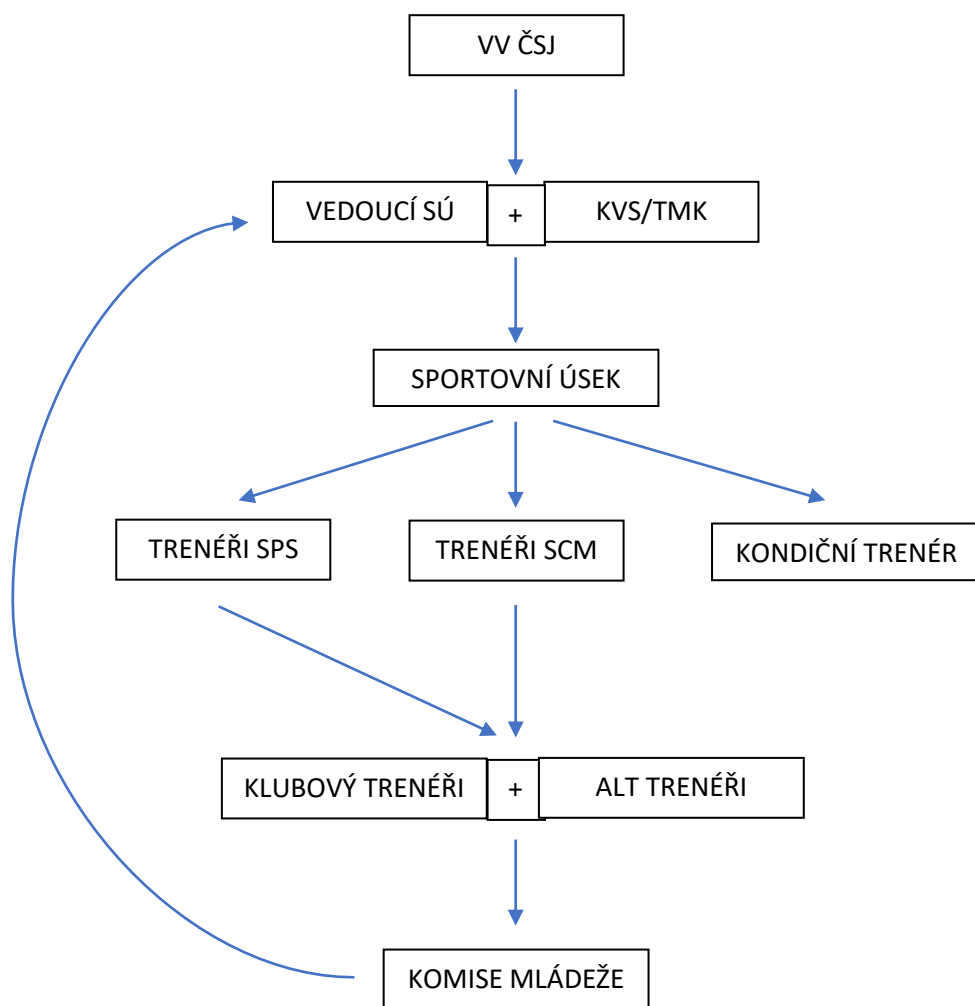 VV ČSJ
VEDOUCÍ SÚ + KVS/TMK
SPORTOVNÍ ÚSEK
TRENÉŘI SPS TRENÉŘI SCM KONDIČNÍ TRENÉR
KLUBOVÝ TRENÉŘI + ALT TRENÉŘI
KOMISE MLÁDEŽE